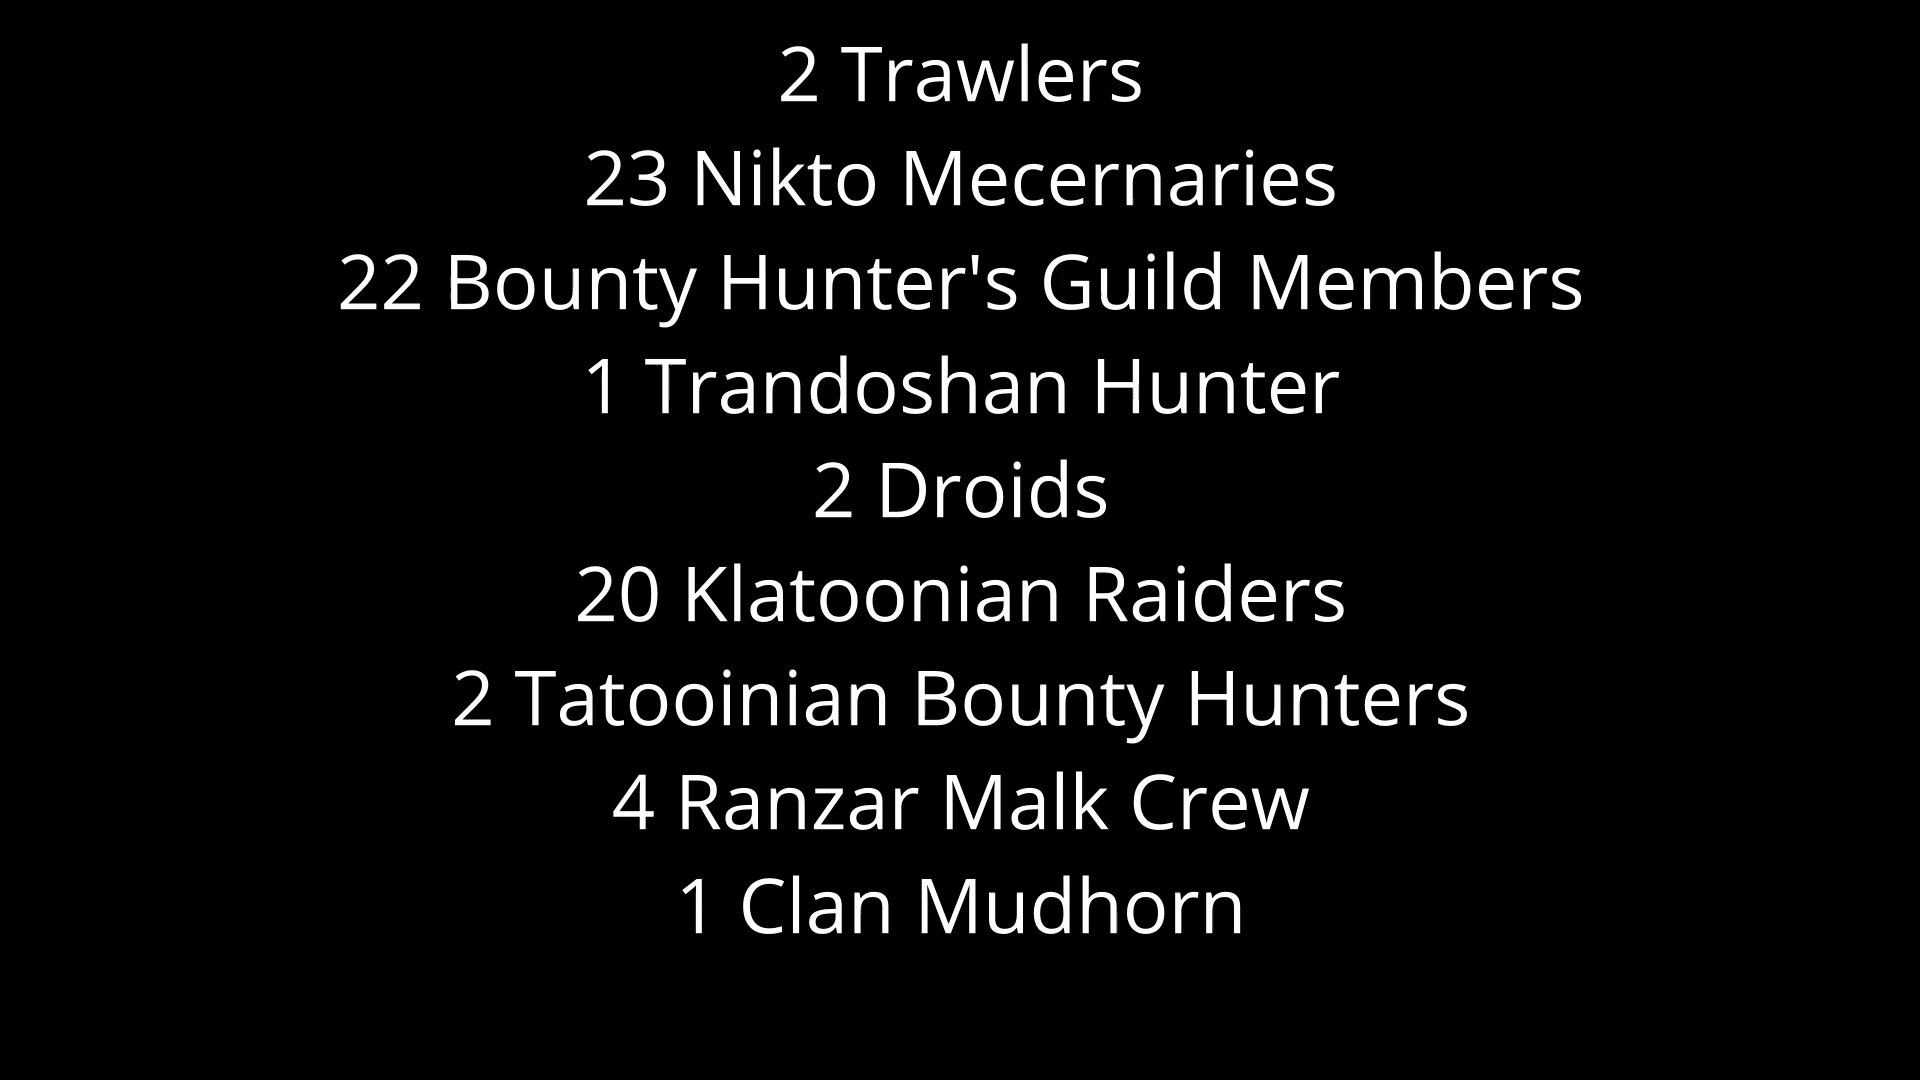 2 Trawlers
23 Nikto Mecernaries
22 Bounty Hunter's Guild Members
1 Trandoshan Hunter
2 Droids
20 Klatoonian Raiders
2 Tatooinian Bounty Hunters
4 Ranzar Malk Crew
1 Clan Mudhorn